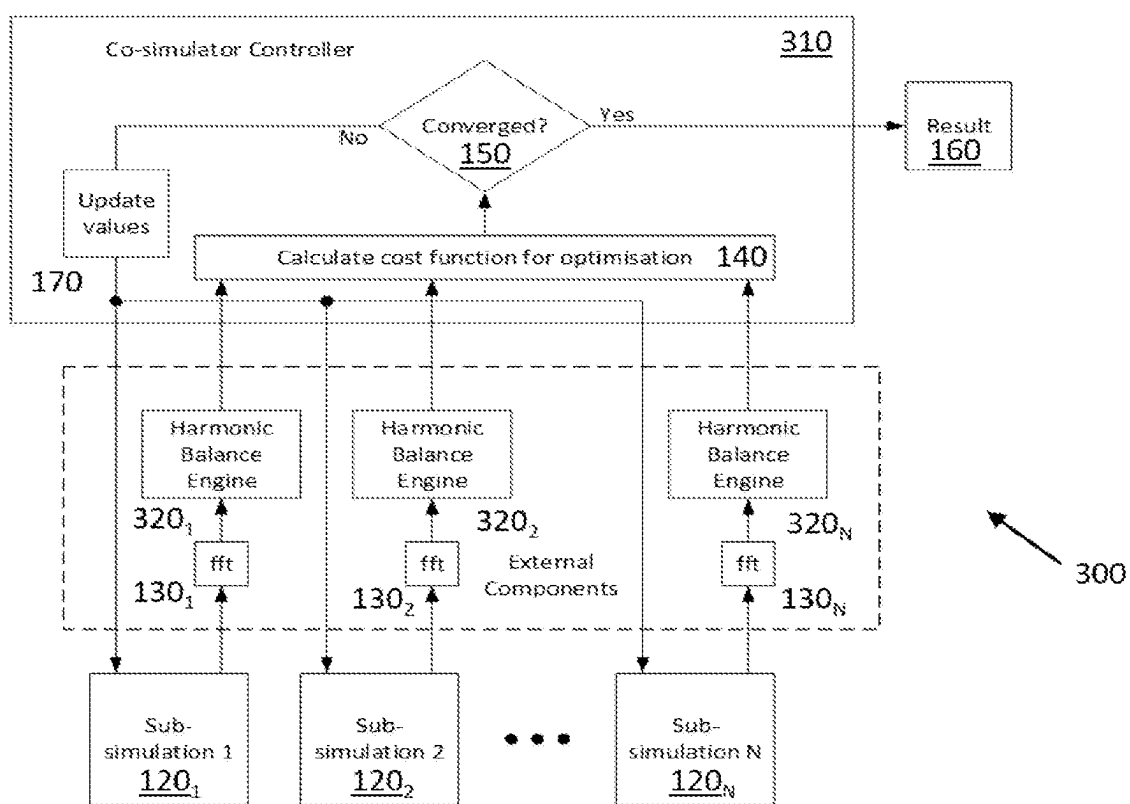 Co-simulator Controller
310
Converged?
150
No
Yes
Result
160
Update
values
170
Calculate cost function for optimisation 140
Harmonic
Balance
Engine
320₁
Harmonic
Balance
Engine
320₂
Harmonic
Balance
Engine
320N
fft
130₁
fft
130₂
External
Components
fft
130N
300
Sub-
simulation 1
120₁
Sub-
simulation 2
120₂
Sub-
simulation N
120N